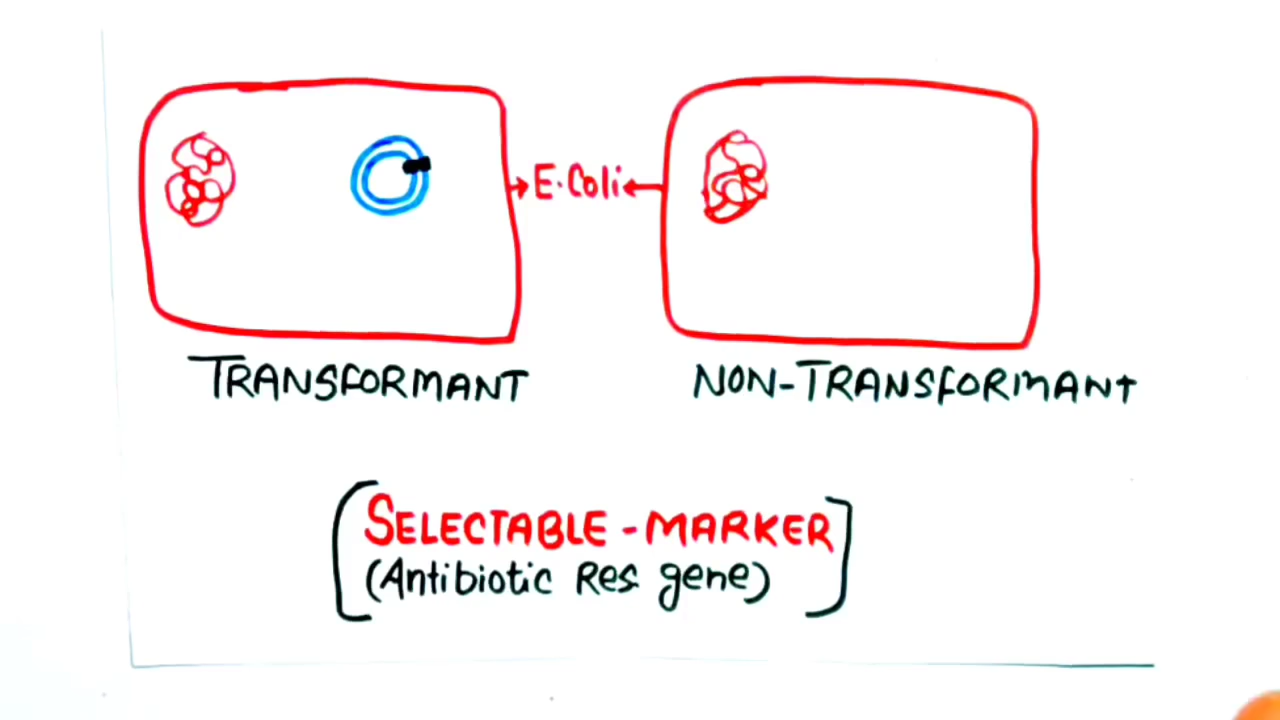 E. Coli
TRANSFORMANT
NON-TRANSFORMANT
SELECTABLE-MARKER
(Antibiotic Res gene)